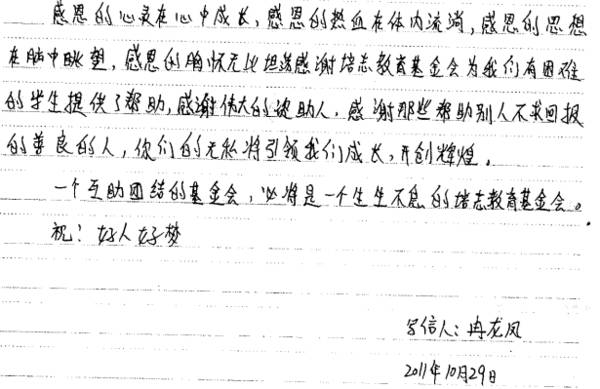 感恩的心灵在心中成长，感恩的热血在体内流淌，感恩的思想
在脑中眺望，感恩的胸怀无比坦荡感谢培志教育基金会为我们有困难
的学生提供了帮助，感谢伟大的资助人，感谢那些帮助别人不求回报
的善良的人，你们的无私将引领我们成长，开创辉煌。
一个互助团结的基金会，必将是一个生生不息的培志教育基金会。
祝！好人好梦
写信人：冉龙凤
2011年10月29日